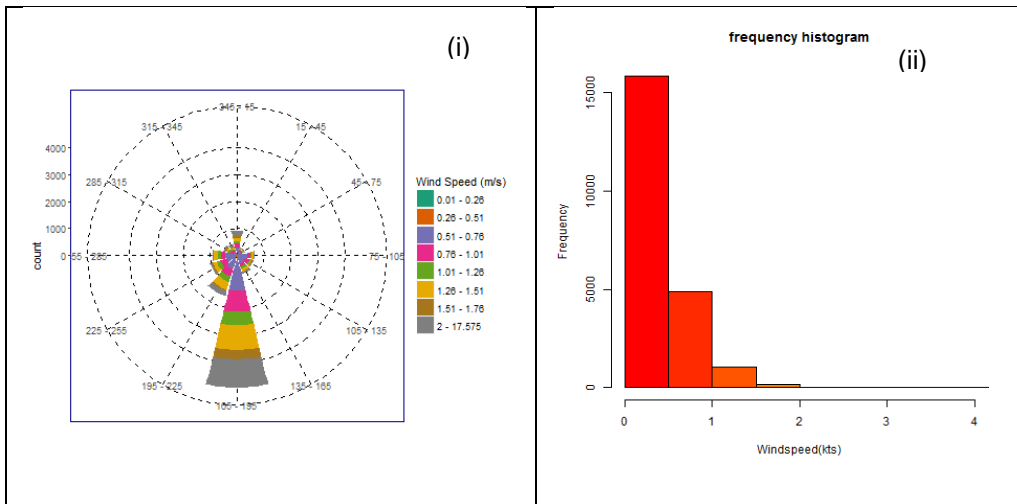 (i)
345 - 15
315 - 345
15 - 45
4000
3000
285 - 315
45 - 75
2000
1000
0
55 - 285
75 - 105
count
225 - 255
105 - 135
195 - 225
135 - 165
165 - 195
Wind Speed (m/s)
0.01 - 0.26
0.26 - 0.51
0.51 - 0.76
0.76 - 1.01
1.01 - 1.26
1.26 - 1.51
1.51 - 1.76
2 - 17.575
frequency histogram
(ii)
15000
10000
5000
0
Frequency
0 1 2 3 4
Windspeed(kts)